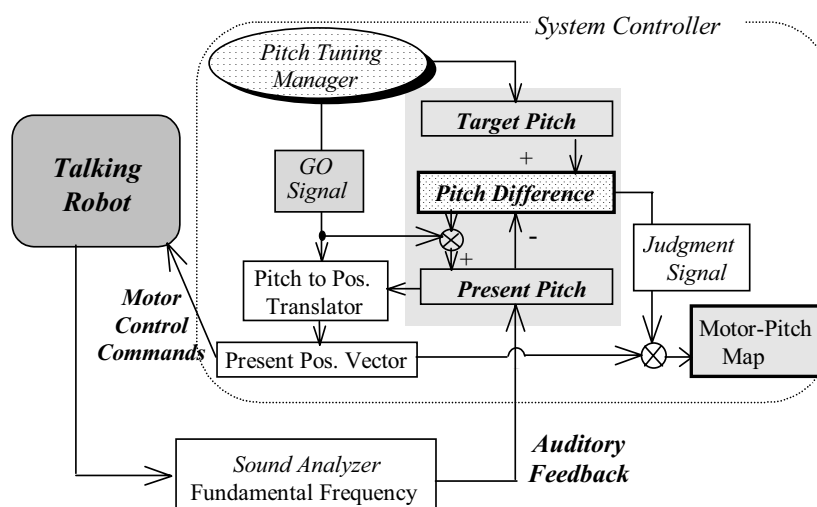 System Controller
Pitch Tuning
Manager
Target Pitch
Talking
Robot
GO
Signal
+
Pitch Difference
-
Judgment
Signal
+
Pitch to Pos.
Translator
Present Pitch
Motor
Control
Commands
Present Pos. Vector
Motor-Pitch
Map
Auditory
Feedback
Sound Analyzer
Fundamental Frequency